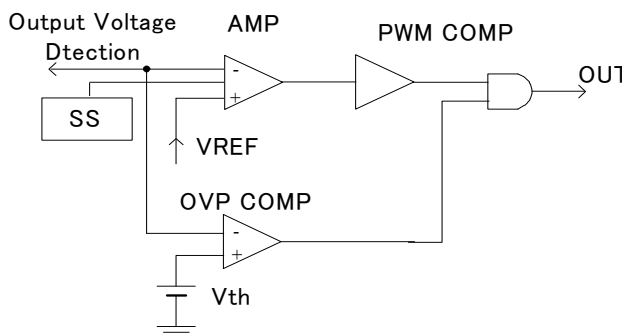 Output Voltage
Dtection
AMP
PWM COMP
-
+
OUT
SS
VREF
OVP COMP
-
+
Vth